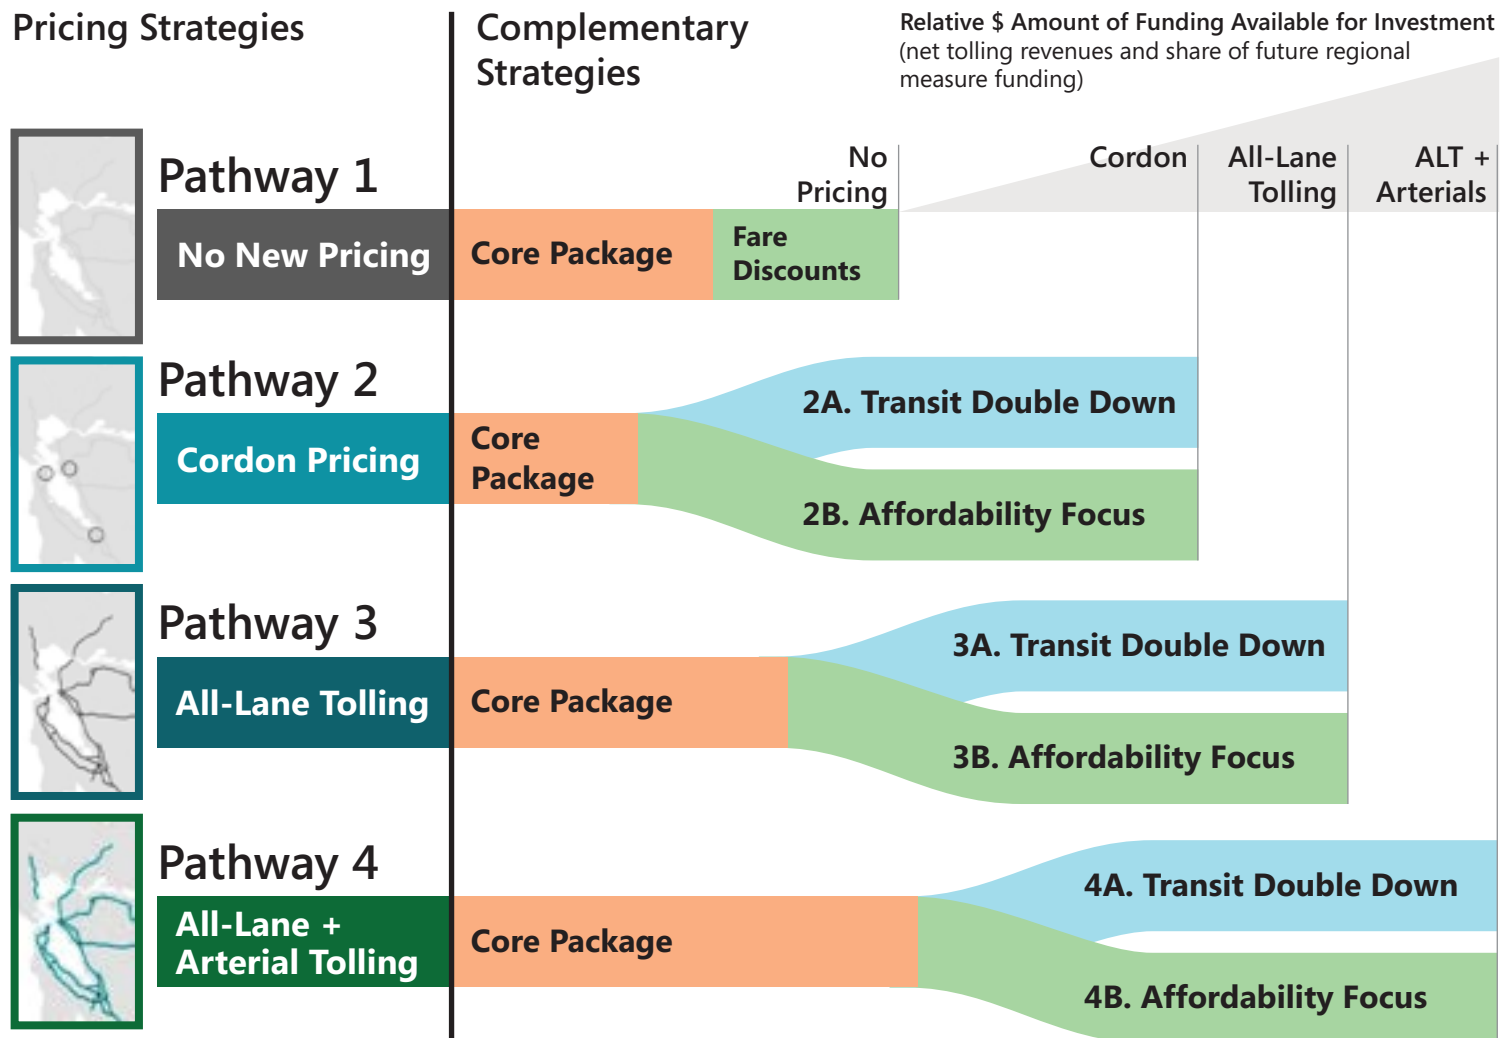 Pricing Strategies
Complementary
Strategies
Relative $ Amount of Funding Available for Investment
(net tolling revenues and share of future regional
measure funding)
No
Pricing
Cordon
All-Lane
Tolling
ALT +
Arterials
Pathway 1
No New Pricing
Core Package
Fare
Discounts
Pathway 2
Cordon Pricing
Core
Package
2A. Transit Double Down
2B. Affordability Focus
Pathway 3
All-Lane Tolling
Core Package
3A. Transit Double Down
3B. Affordability Focus
Pathway 4
All-Lane +
Arterial Tolling
Core Package
4A. Transit Double Down
4B. Affordability Focus